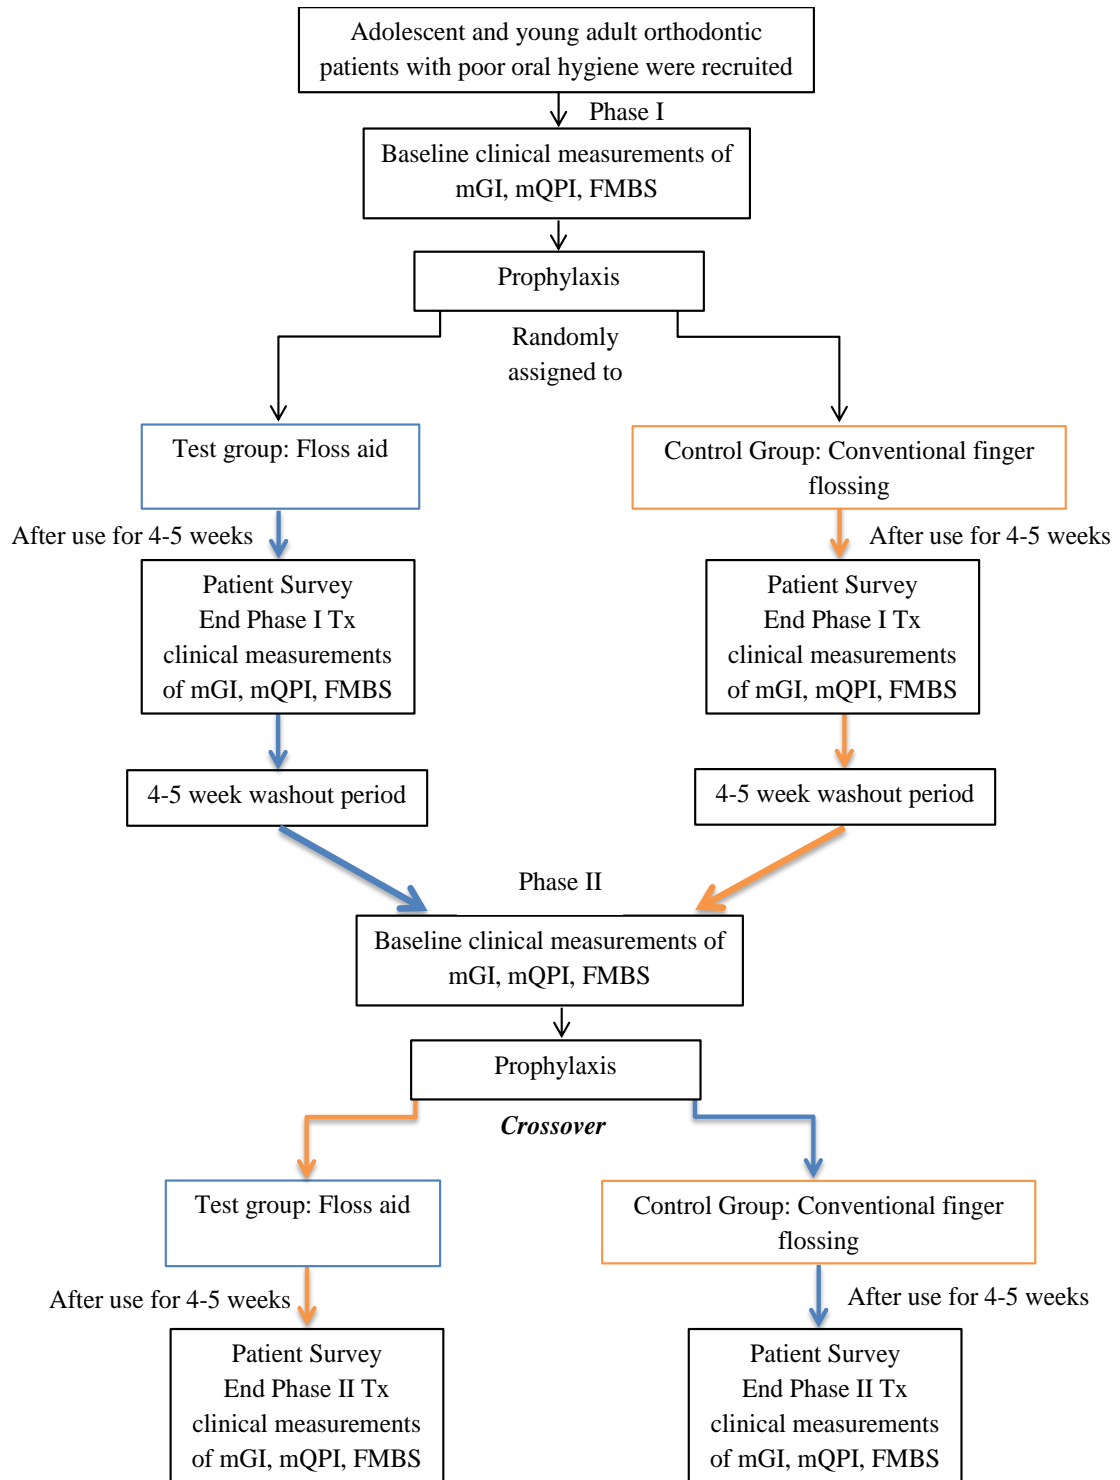 Adolescent and young adult orthodontic
patients with poor oral hygiene were recruited
Phase I
Baseline clinical measurements of
mGI, mQPI, FMBS
Prophylaxis
Randomly
assigned to
Test group: Floss aid
Control Group: Conventional finger
flossing
After use for 4-5 weeks
After use for 4-5 weeks
Patient Survey
End Phase I Tx
clinical measurements
of mGI, mQPI, FMBS
Patient Survey
End Phase I Tx
clinical measurements
of mGI, mQPI, FMBS
4-5 week washout period
4-5 week washout period
Phase II
Baseline clinical measurements of
mGI, mQPI, FMBS
Prophylaxis
Crossover
Test group: Floss aid
Control Group: Conventional finger
flossing
After use for 4-5 weeks
After use for 4-5 weeks
Patient Survey
End Phase II Tx
clinical measurements
of mGI, mQPI, FMBS
Patient Survey
End Phase II Tx
clinical measurements
of mGI, mQPI, FMBS